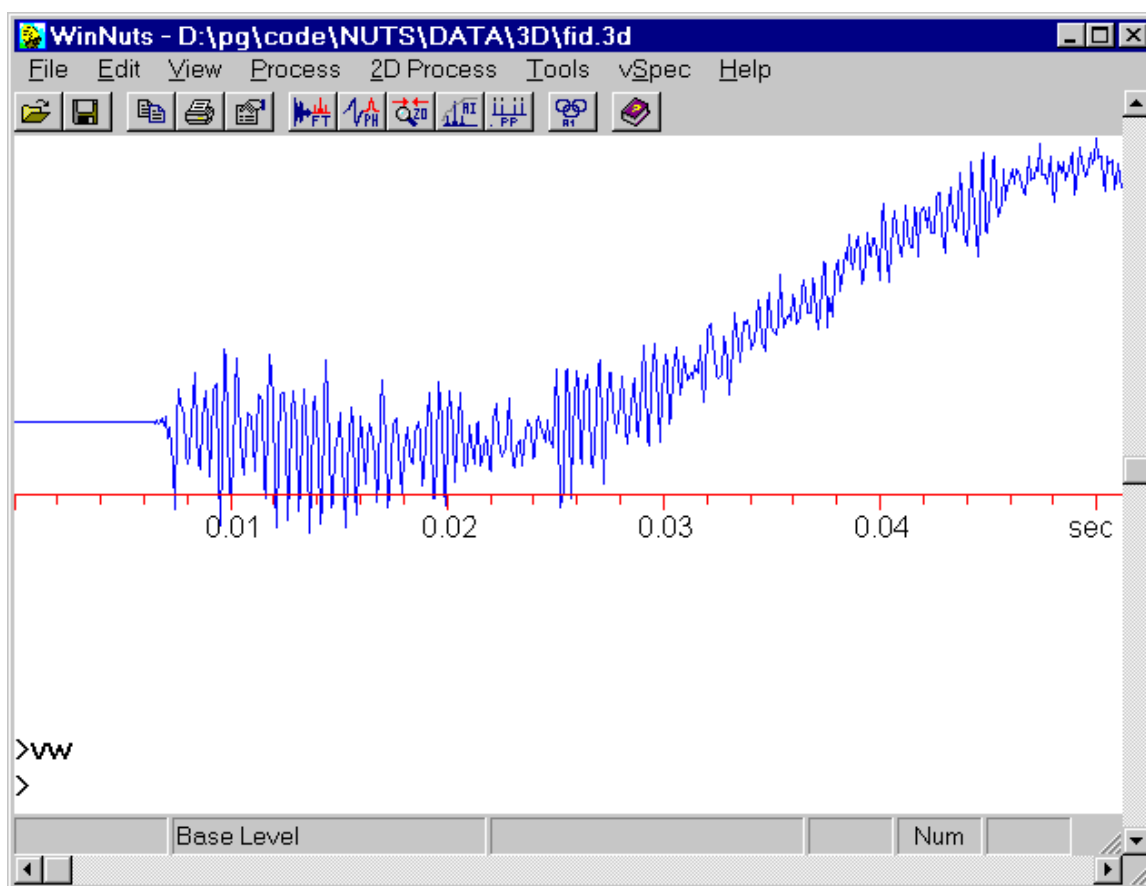 WinNuts - D:\pg\code\NUTS\DATA\3D\fid.3d
File Edit View Process 2D Process Tools vSpec Help
FT PH ZO AI PP A1
0.01 0.02 0.03 0.04 sec
>vw
>
Base Level Num